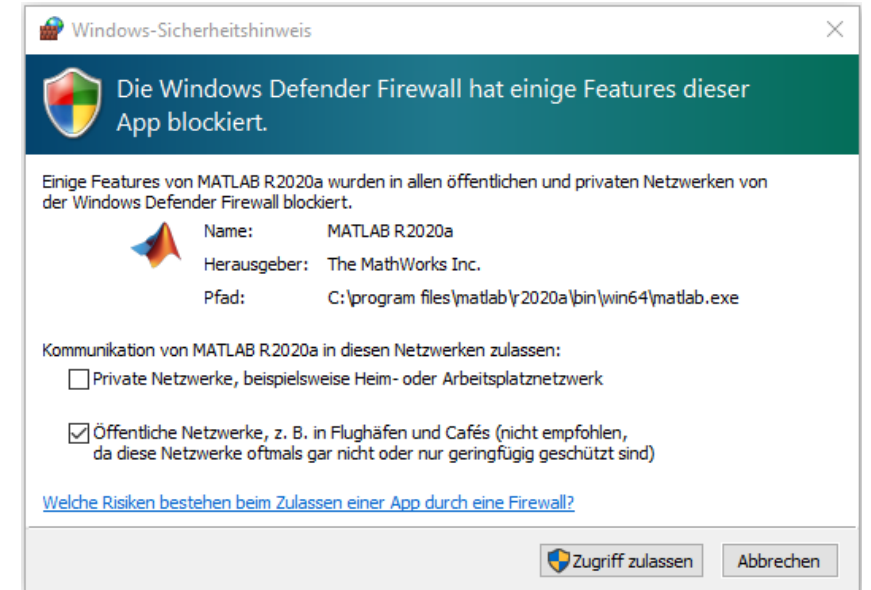 Windows-Sicherheitshinweis
Die Windows Defender Firewall hat einige Features dieser
App blockiert.
Einige Features von MATLAB R2020a wurden in allen öffentlichen und privaten Netzwerken von
der Windows Defender Firewall blockiert.
Name: MATLAB R2020a
Herausgeber: The MathWorks Inc.
Pfad: C:\program files\matlab\r2020a\bin\win64\matlab.exe
Kommunikation von MATLAB R2020a in diesen Netzwerken zulassen:
Private Netzwerke, beispielsweise Heim- oder Arbeitsplatznetzwerk
Öffentliche Netzwerke, z. B. in Flughäfen und Cafés (nicht empfohlen,
da diese Netzwerke oftmals gar nicht oder nur geringfügig geschützt sind)
Welche Risiken bestehen beim Zulassen einer App durch eine Firewall?
Zugriff zulassen Abbrechen